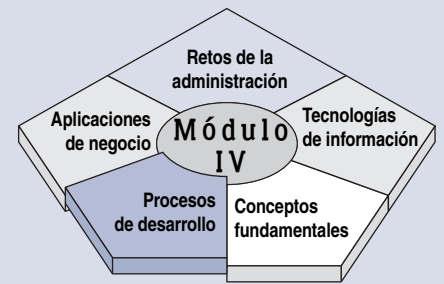 Retos de la
administración
Aplicaciones
de negocio
Módulo
IV
Tecnologías
de información
Procesos
de desarrollo
Conceptos
fundamentales